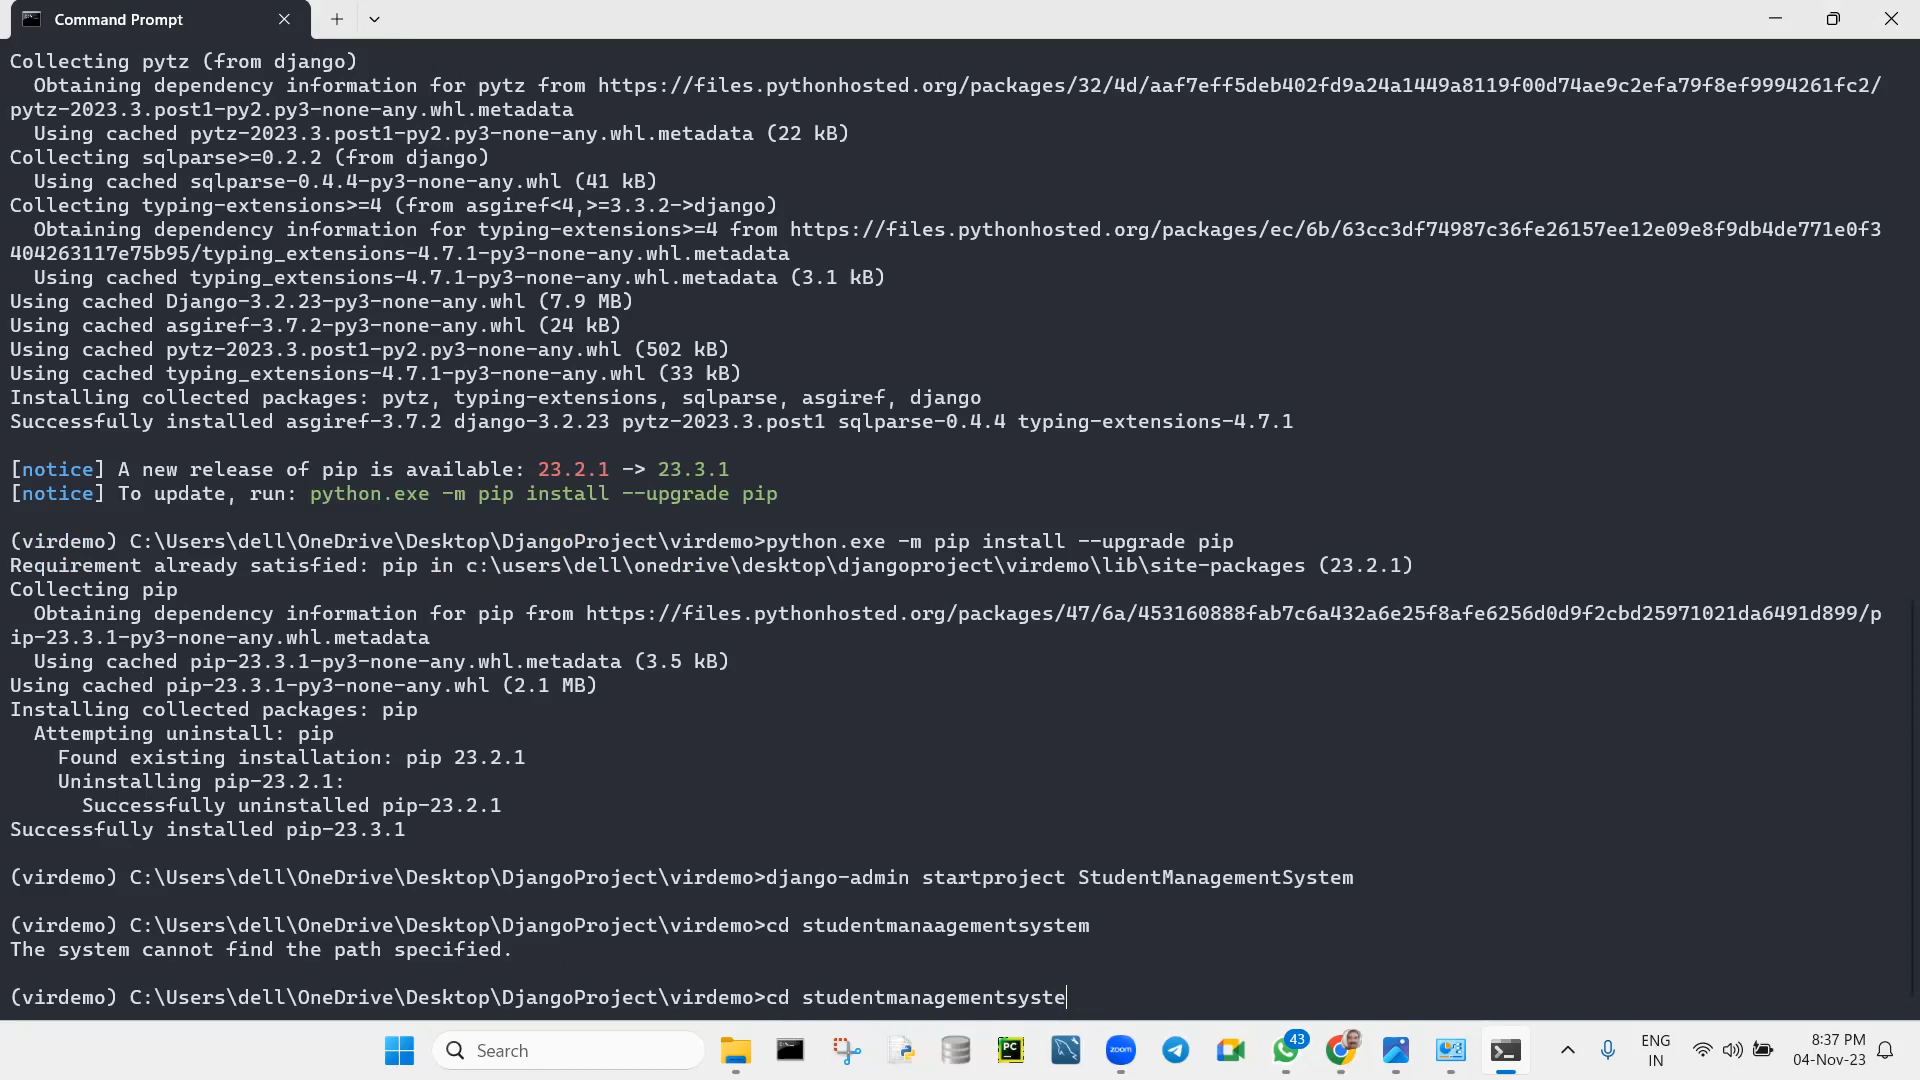 Command Prompt
Collecting pytz (from django)
Obtaining dependency information for pytz from https://files.pythonhosted.org/packages/32/4d/aaf7eff5deb402fd9a24a1449a8119f00d74ae9c2efa79f8ef9994261fc2/
pytz-2023.3.post1-py2.py3-none-any.whl.metadata
Using cached pytz-2023.3.post1-py2.py3-none-any.whl.metadata (22 kB)
Collecting sqlparse>=0.2.2 (from django)
Using cached sqlparse-0.4.4-py3-none-any.whl (41 kB)
Collecting typing-extensions>=4 (from asgiref<4,>=3.3.2->django)
Obtaining dependency information for typing-extensions>=4 from https://files.pythonhosted.org/packages/ec/6b/63cc3df74987c36fe26157ee12e09e8f9db4de771e0f3
404263117e75b95/typing_extensions-4.7.1-py3-none-any.whl.metadata
Using cached typing_extensions-4.7.1-py3-none-any.whl.metadata (3.1 kB)
Using cached Django-3.2.23-py3-none-any.whl (7.9 MB)
Using cached asgiref-3.7.2-py3-none-any.whl (24 kB)
Using cached pytz-2023.3.post1-py2.py3-none-any.whl (502 kB)
Using cached typing_extensions-4.7.1-py3-none-any.whl (33 kB)
Installing collected packages: pytz, typing-extensions, sqlparse, asgiref, django
Successfully installed asgiref-3.7.2 django-3.2.23 pytz-2023.3.post1 sqlparse-0.4.4 typing-extensions-4.7.1
[notice] A new release of pip is available: 23.2.1 -> 23.3.1
[notice] To update, run: python.exe -m pip install --upgrade pip
(virdemo) C:\Users\dell\OneDrive\Desktop\DjangoProject\virdemo>python.exe -m pip install --upgrade pip
Requirement already satisfied: pip in c:\users\dell\onedrive\desktop\djangoproject\virdemo\lib\site-packages (23.2.1)
Collecting pip
Obtaining dependency information for pip from https://files.pythonhosted.org/packages/47/6a/453160888fab7c6a432a6e25f8afe6256d0d9f2cbd25971021da6491d899/p
ip-23.3.1-py3-none-any.whl.metadata
Using cached pip-23.3.1-py3-none-any.whl.metadata (3.5 kB)
Using cached pip-23.3.1-py3-none-any.whl (2.1 MB)
Installing collected packages: pip
Attempting uninstall: pip
Found existing installation: pip 23.2.1
Uninstalling pip-23.2.1:
Successfully uninstalled pip-23.2.1
Successfully installed pip-23.3.1
(virdemo) C:\Users\dell\OneDrive\Desktop\DjangoProject\virdemo>django-admin startproject StudentManagementSystem
(virdemo) C:\Users\dell\OneDrive\Desktop\DjangoProject\virdemo>cd studentmanaagementsystem
The system cannot find the path specified.
(virdemo) C:\Users\dell\OneDrive\Desktop\DjangoProject\virdemo>cd studentmanagementsyste
Search
PC
zoom
43
ENG
IN
8:37 PM
04-Nov-23